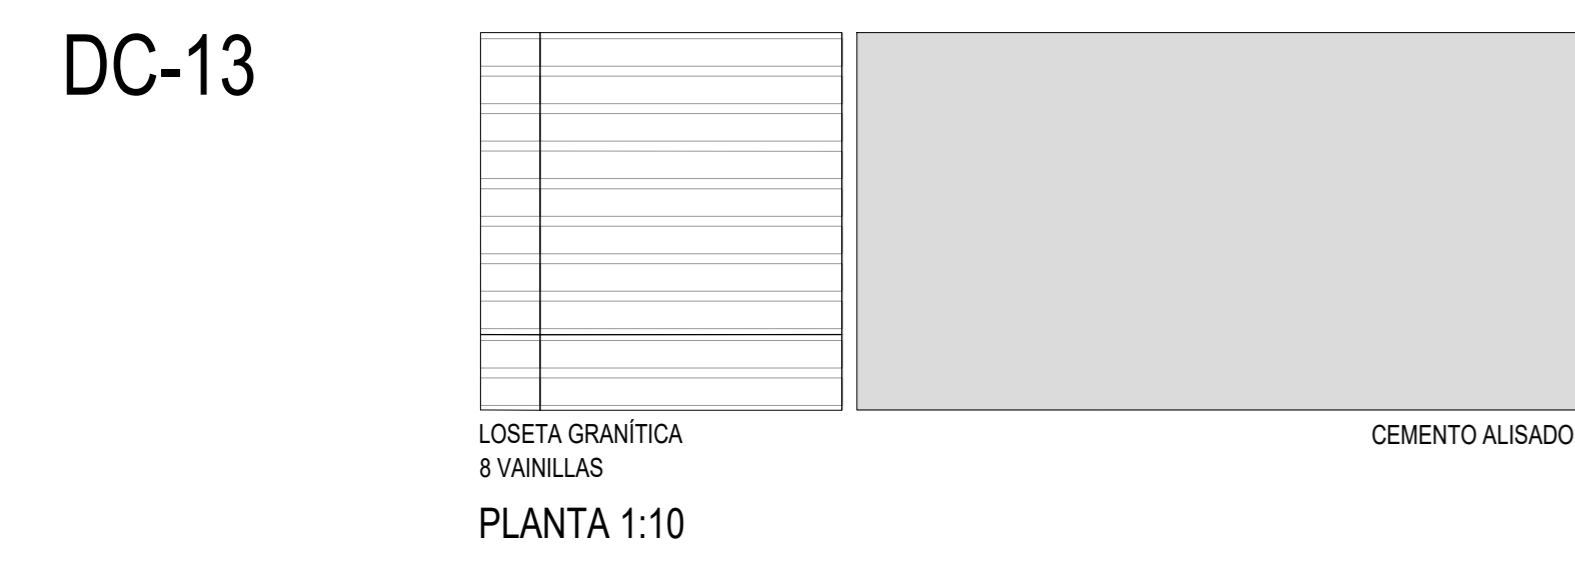 DC-13
LOSETA GRANÍTICA
8 VAINILLAS
CEMENTO ALISADO
PLANTA 1:10